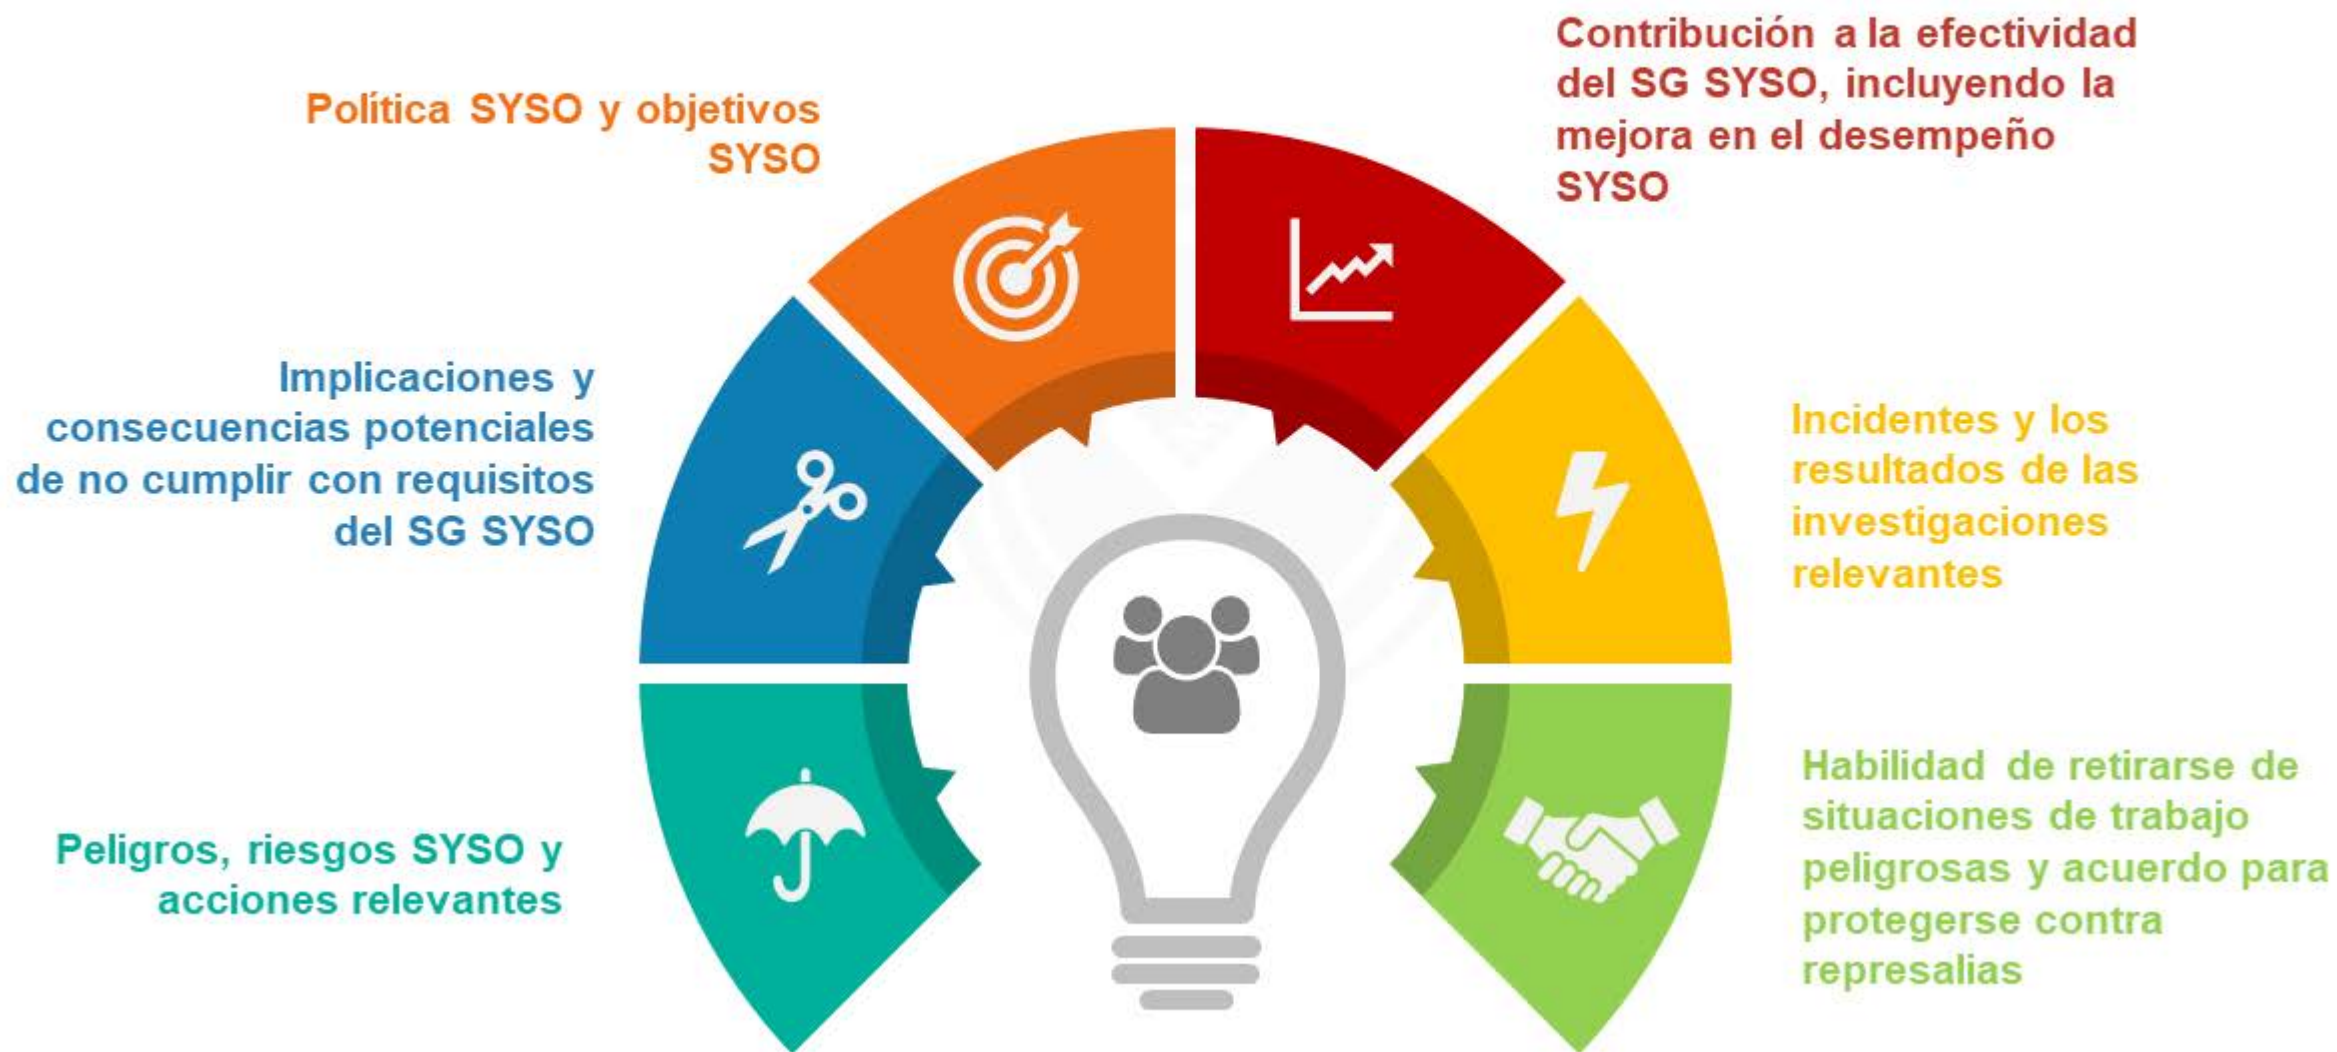 Política SYSO y objetivos
SYSO
Contribución a la efectividad
del SG SYSO, incluyendo la
mejora en el desempeño
SYSO
Implicaciones y
consecuencias potenciales
de no cumplir con requisitos
del SG SYSO
Incidentes y los
resultados de las
investigaciones
relevantes
Peligros, riesgos SYSO y
acciones relevantes
Habilidad de retirarse de
situaciones de trabajo
peligrosas y acuerdo para
protegerse contra
represalias